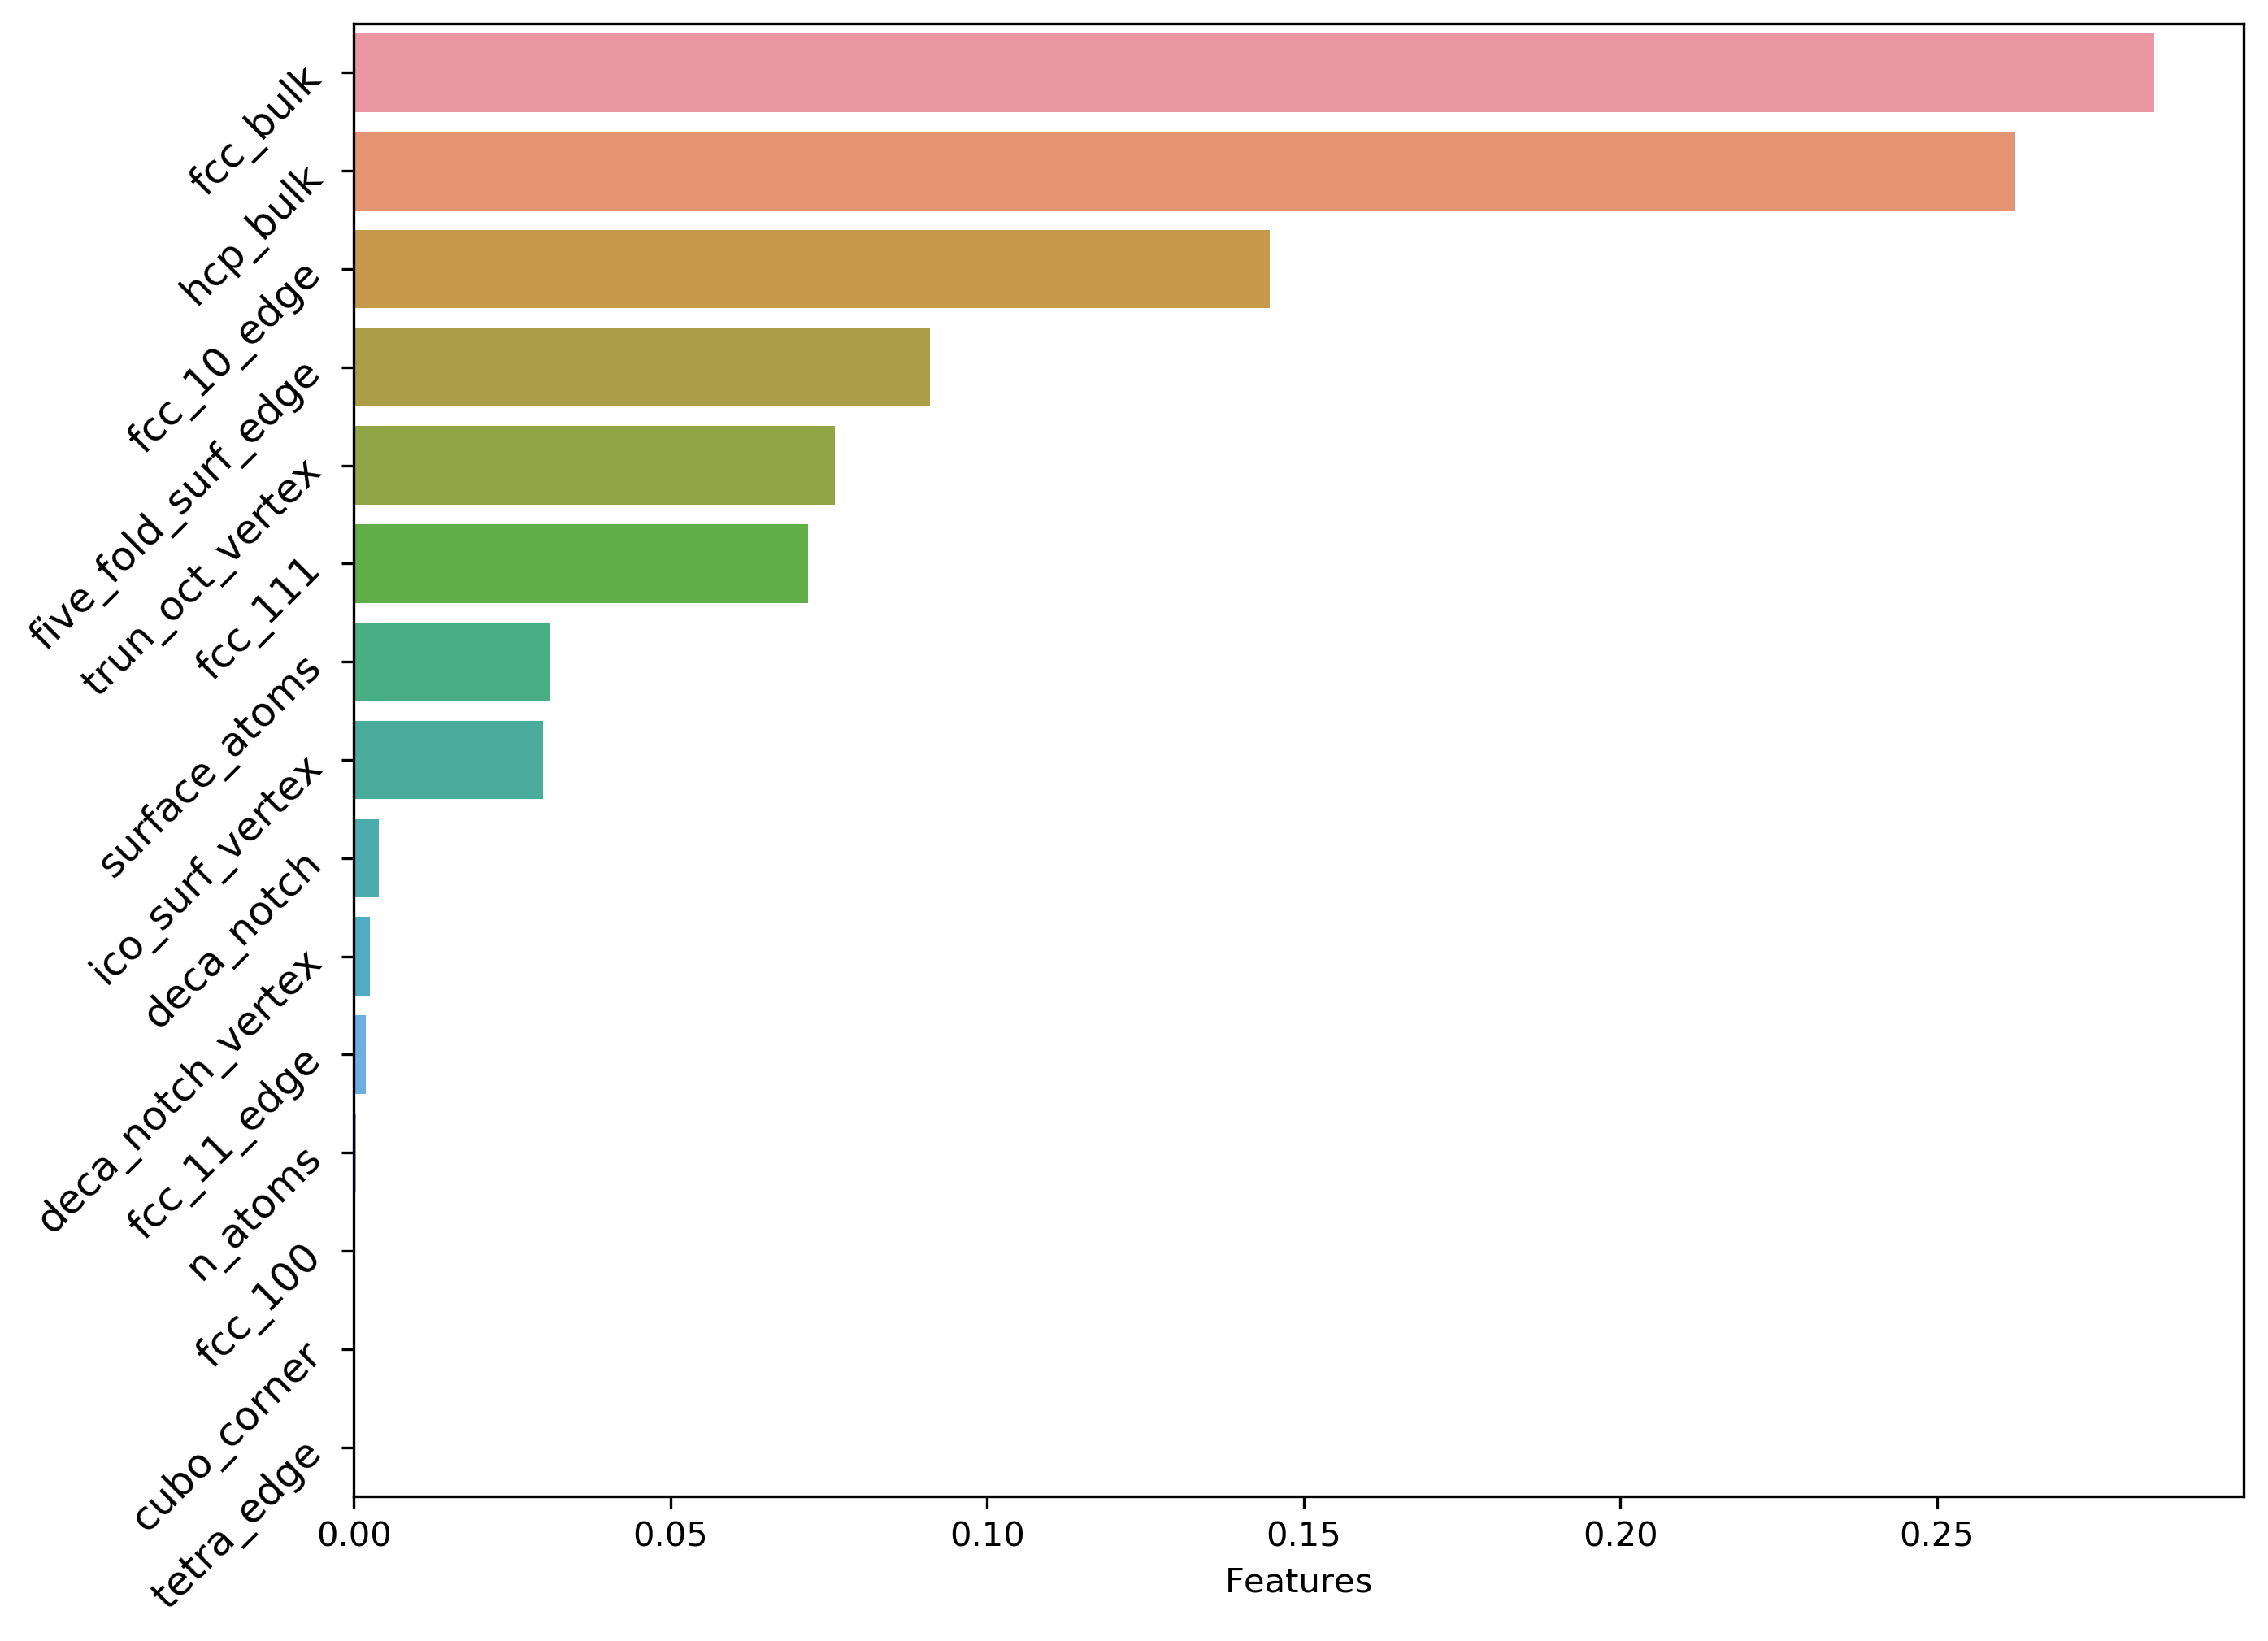 fcc_bulk
hcp_bulk
fcc_10_edge
five_fold_surf_edge
trun_oct_vertex
fcc_111
surface_atoms
ico_surf_vertex
deca_notch
deca_notch_vertex
fcc_11_edge
n_atoms
fcc_100
cubo_corner
tetra_edge
0.00 0.05 0.10 0.15 0.20 0.25
Features